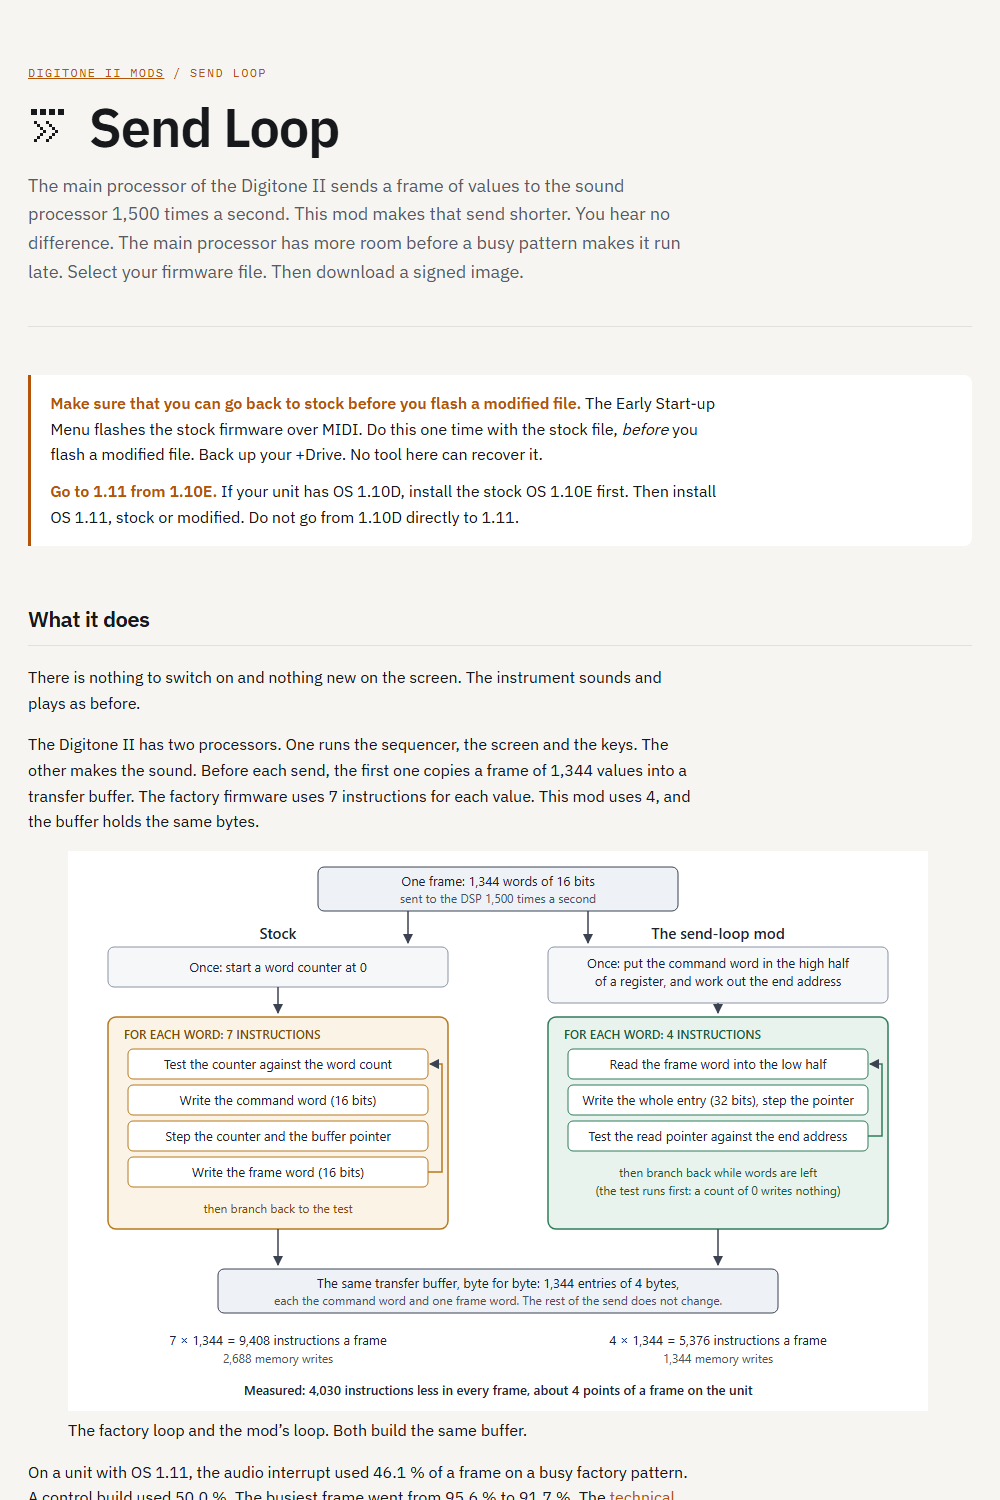 DIGITONE II MODS / SEND LOOP
Send Loop
The main processor of the Digitone II sends a frame of values to the sound
processor 1,500 times a second. This mod makes that send shorter. You hear no
difference. The main processor has more room before a busy pattern makes it run
late. Select your firmware file. Then download a signed image.
Make sure that you can go back to stock before you flash a modified file. The Early Start-up
Menu flashes the stock firmware over MIDI. Do this one time with the stock file, before you
flash a modified file. Back up your +Drive. No tool here can recover it.
Go to 1.11 from 1.10E. If your unit has OS 1.10D, install the stock OS 1.10E first. Then install
OS 1.11, stock or modified. Do not go from 1.10D directly to 1.11.
What it does
There is nothing to switch on and nothing new on the screen. The instrument sounds and
plays as before.
The Digitone II has two processors. One runs the sequencer, the screen and the keys. The
other makes the sound. Before each send, the first one copies a frame of 1,344 values into a
transfer buffer. The factory firmware uses 7 instructions for each value. This mod uses 4, and
the buffer holds the same bytes.
One frame: 1,344 words of 16 bits
sent to the DSP 1,500 times a second
Stock
Once: start a word counter at 0
FOR EACH WORD: 7 INSTRUCTIONS
Test the counter against the word count
Write the command word (16 bits)
Step the counter and the buffer pointer
Write the frame word (16 bits)
then branch back to the test
The send-loop mod
Once: put the command word in the high half
of a register, and work out the end address
FOR EACH WORD: 4 INSTRUCTIONS
Read the frame word into the low half
Write the whole entry (32 bits), step the pointer
Test the read pointer against the end address
then branch back while words are left
(the test runs first: a count of 0 writes nothing)
The same transfer buffer, byte for byte: 1,344 entries of 4 bytes,
each the command word and one frame word. The rest of the send does not change.
7 × 1,344 = 9,408 instructions a frame
2,688 memory writes
4 × 1,344 = 5,376 instructions a frame
1,344 memory writes
Measured: 4,030 instructions less in every frame, about 4 points of a frame on the unit
The factory loop and the mod's loop. Both build the same buffer.
On a unit with OS 1.11, the audio interrupt used 46.1 % of a frame on a busy factory pattern.
A control build used 50.0 %. The busiest frame went from 95.6 % to 91.7 %. The technical